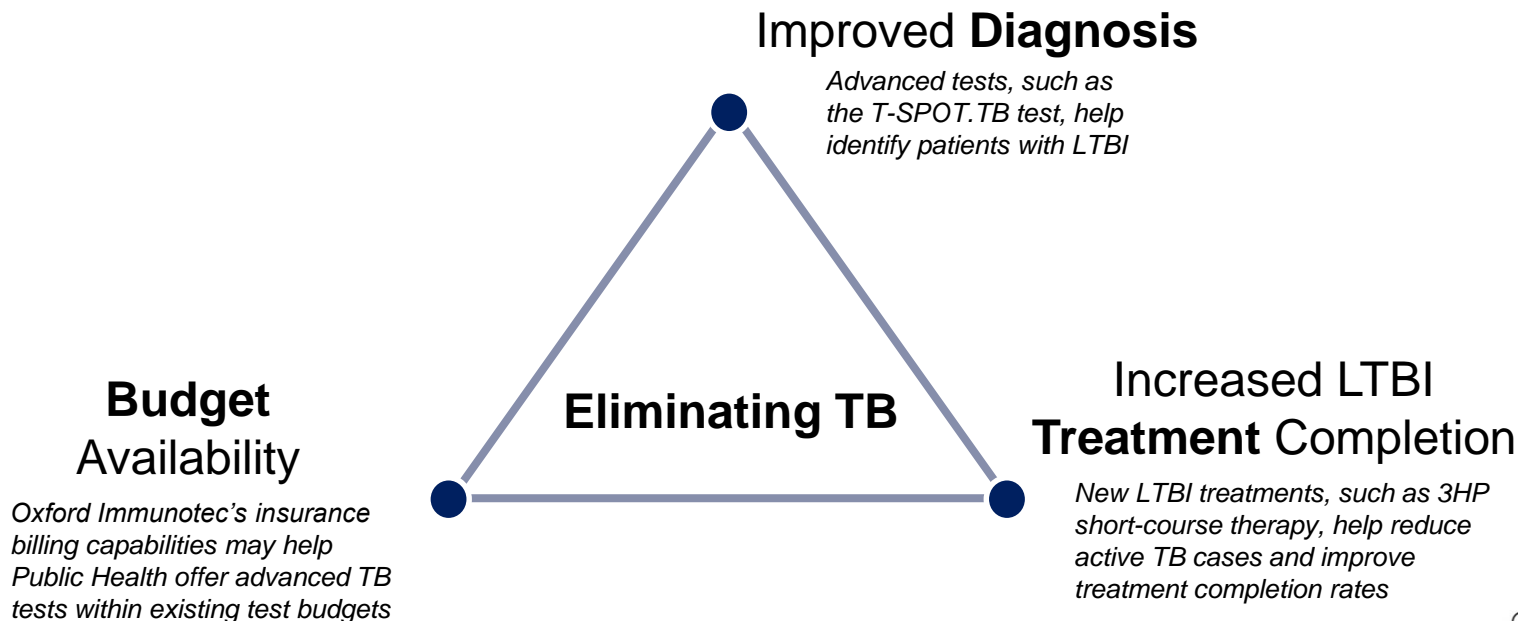 Improved Diagnosis
Advanced tests, such as
the T-SPOT.TB test, help
identify patients with LTBI
Eliminating TB
Budget
Availability
Oxford Immunotec's insurance
billing capabilities may help
Public Health offer advanced TB
tests within existing test budgets
Increased LTBI
Treatment Completion
New LTBI treatments, such as 3HP
short-course therapy, help reduce
active TB cases and improve
treatment completion rates